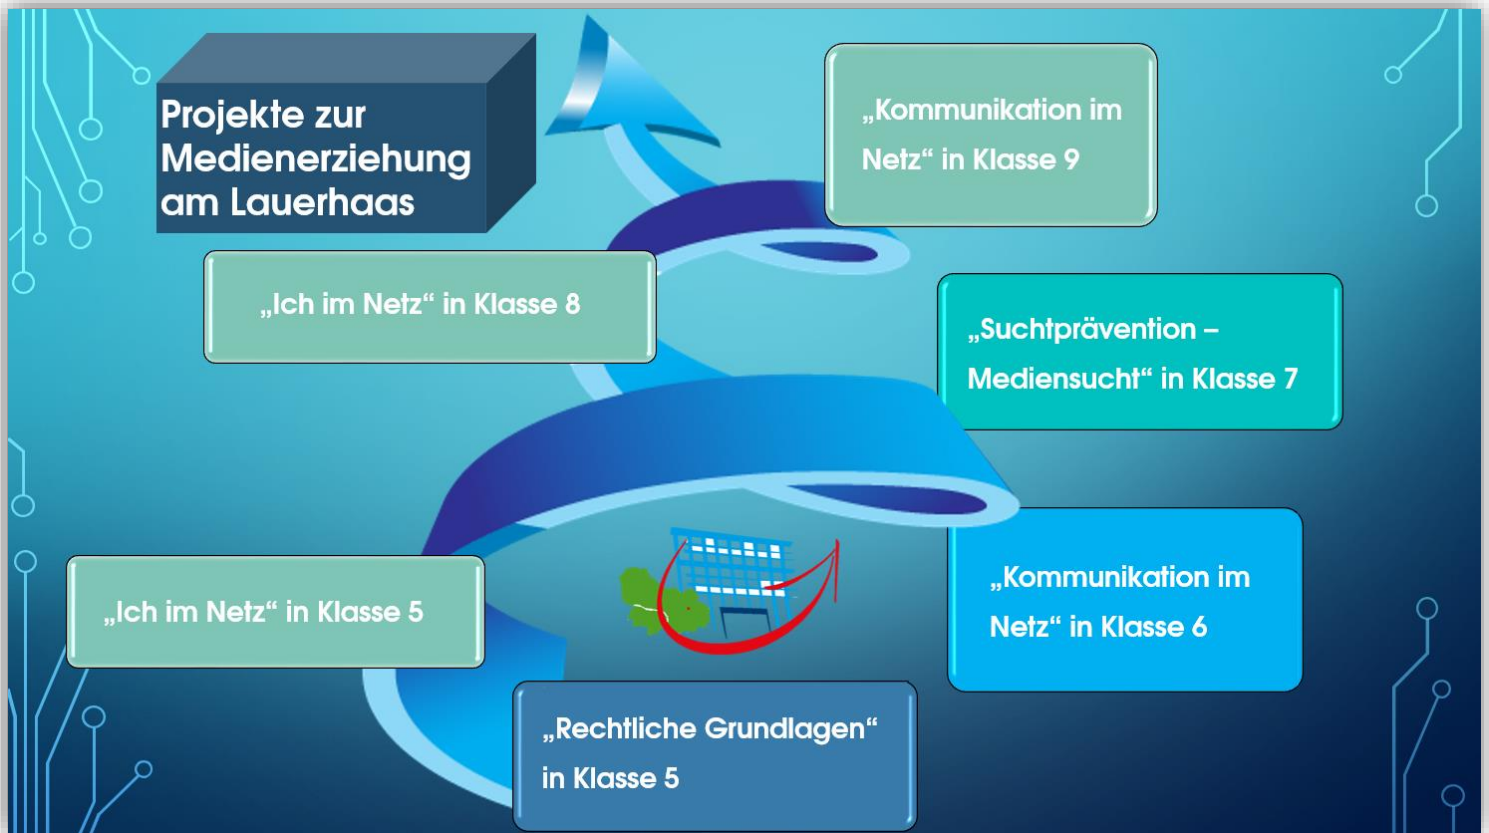 Projekte zur
Medienerziehung
am Lauerhaas
„Kommunikation im
Netz“ in Klasse 9
„Ich im Netz“ in Klasse 8
„Suchtprävention –
Mediensucht“ in Klasse 7
„Ich im Netz“ in Klasse 5
„Kommunikation im
Netz“ in Klasse 6
„Rechtliche Grundlagen“
in Klasse 5